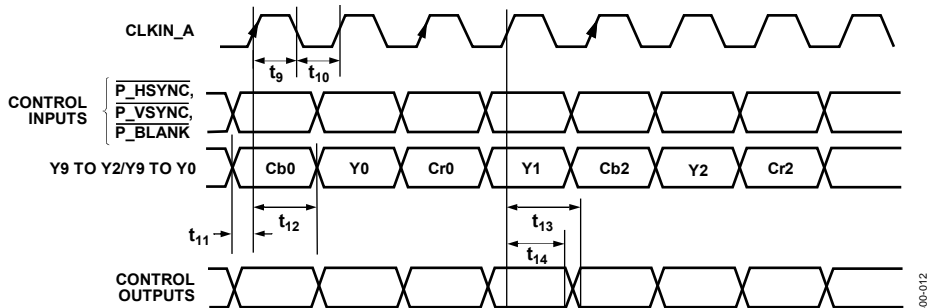 CLKIN_A
t9 t10
CONTROL INPUTS
P_HSYNC,
P_VSYNC,
P_BLANK
Y9 TO Y2/Y9 TO Y0
Cb0 Y0 Cr0 Y1 Cb2 Y2 Cr2
t12 t13
t11 t14
CONTROL OUTPUTS
00-012